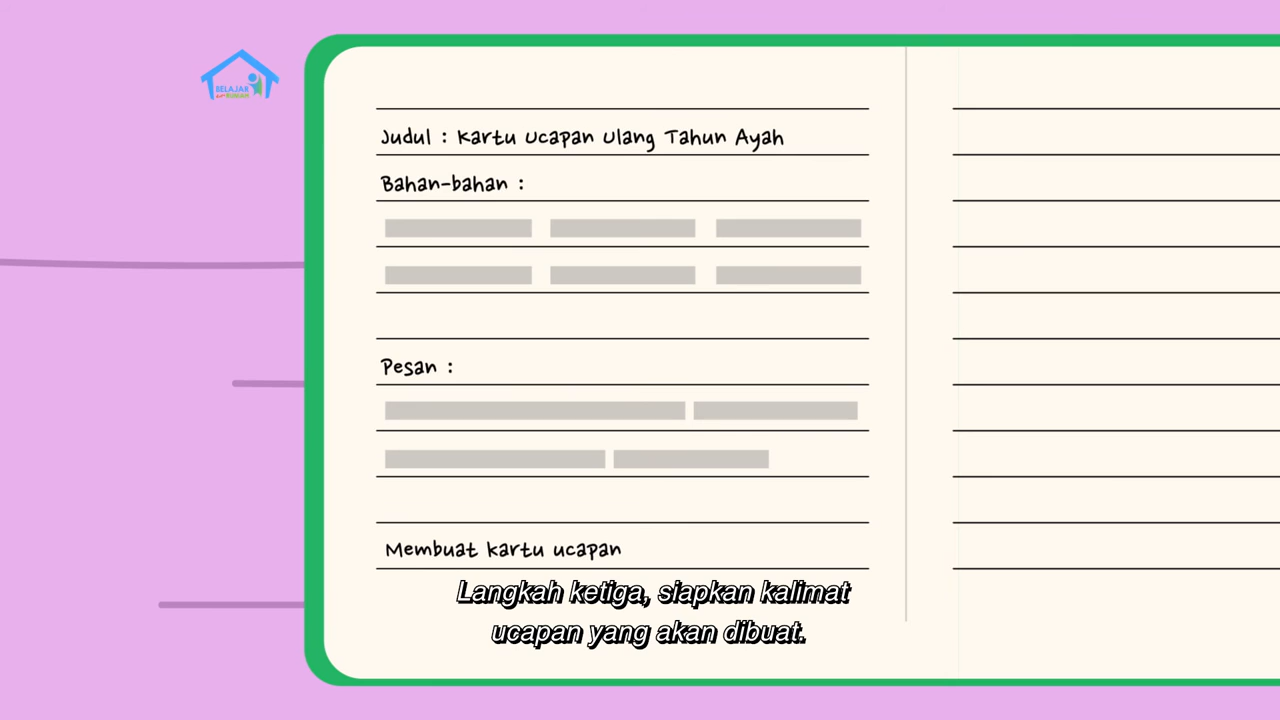 BELAJAR
dari RUMAH
Judul : Kartu Ucapan Ulang Tahun Ayah
Bahan-bahan :
Pesan :
Membuat kartu ucapan
Langkah ketiga, siapkan kalimat
ucapan yang akan dibuat.